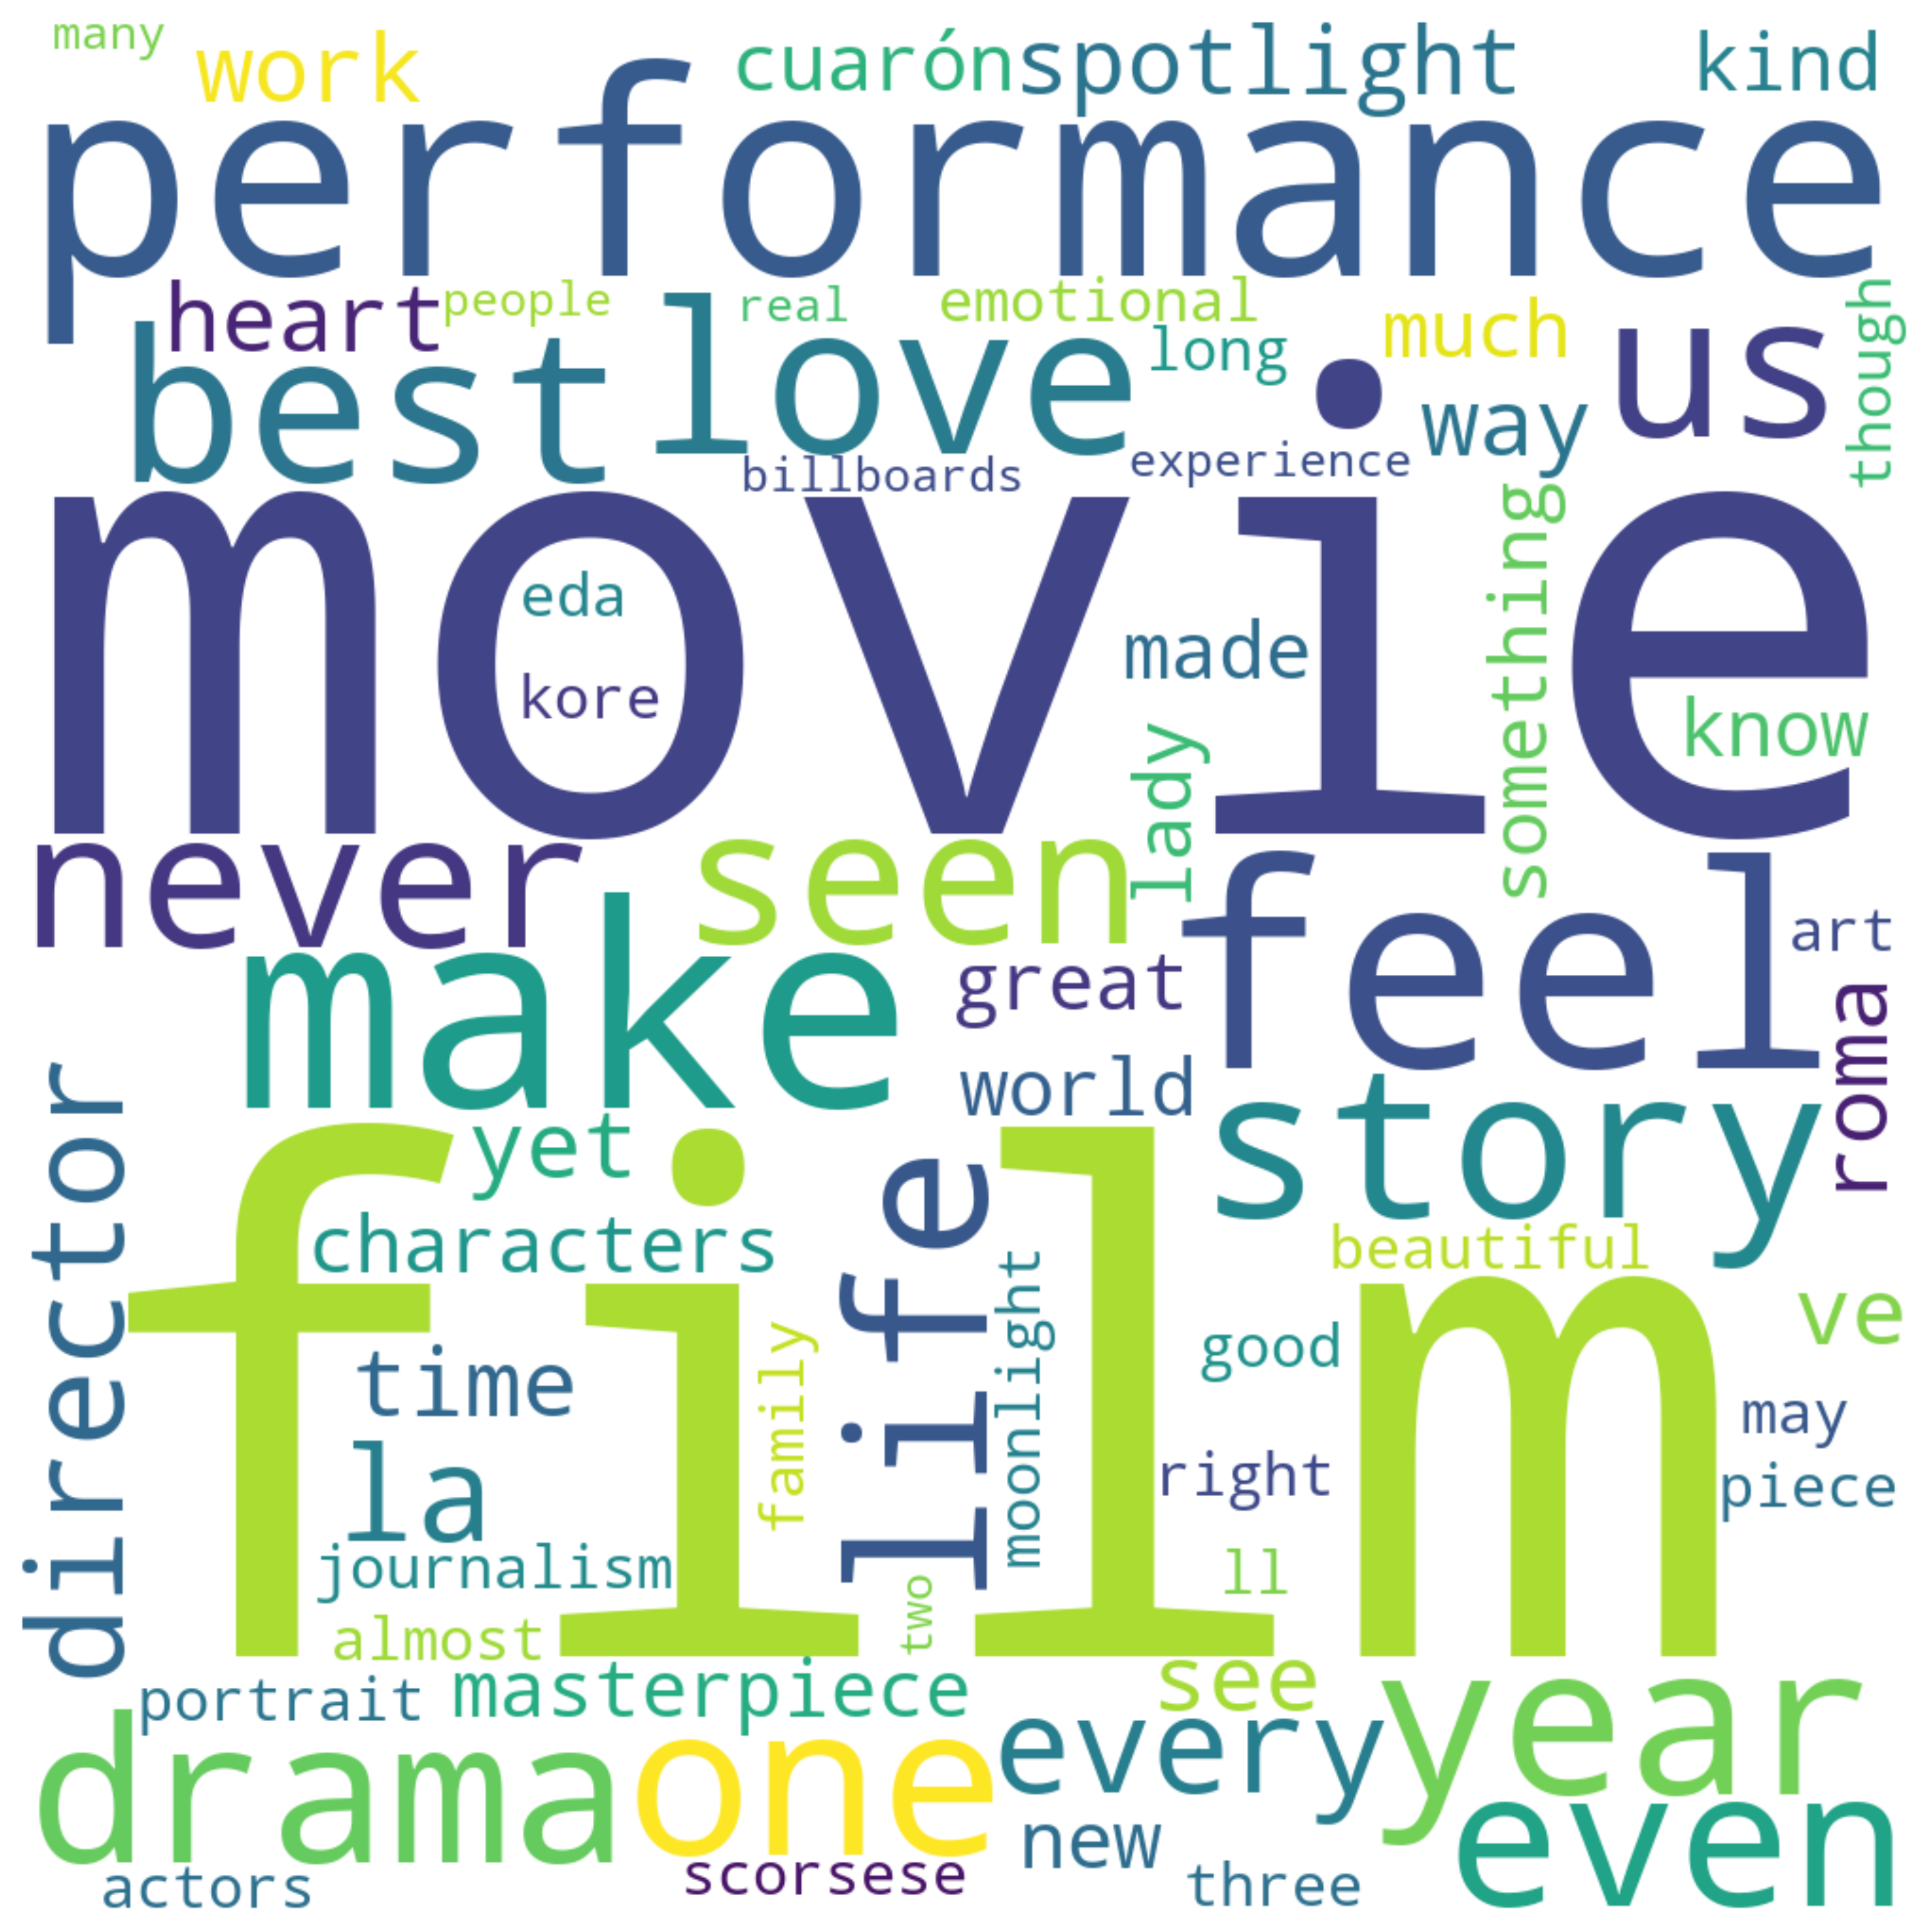 many
work
cuarón
spotlight
kind
performance
heart
people
real
emotional
much
though
best
love
long
us
way
billboards
experience
movie
eda
kore
made
something
know
lady
never
seen
feel
art
make
great
roma
world
director
yet
life
story
characters
beautiful
film
moonlight
ve
time
family
good
may
la
right
piece
journalism
ll
two
almost
portrait
masterpiece
see
year
drama
one
every
even
new
actors
scorsese
three